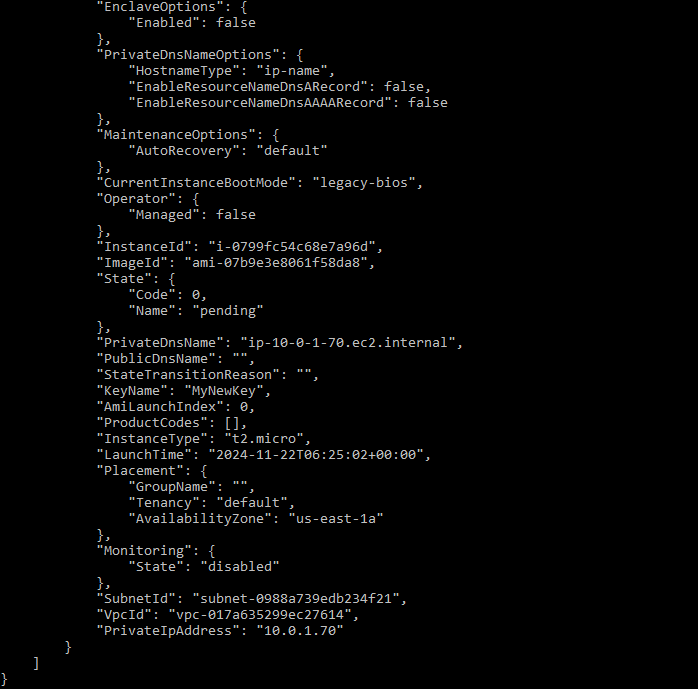 "EnclaveOptions": {
"Enabled": false
},
"PrivateDnsNameOptions": {
"HostnameType": "ip-name",
"EnableResourceNameDnsARecord": false,
"EnableResourceNameDnsAAAARecord": false
},
"MaintenanceOptions": {
"AutoRecovery": "default"
},
"CurrentInstanceBootMode": "legacy-bios",
"Operator": {
"Managed": false
},
"InstanceId": "i-0799fc54c68e7a96d",
"ImageId": "ami-07b9e3e8061f58da8",
"State": {
"Code": 0,
"Name": "pending"
},
"PrivateDnsName": "ip-10-0-1-70.ec2.internal",
"PublicDnsName": "",
"StateTransitionReason": "",
"KeyName": "MyNewKey",
"AmiLaunchIndex": 0,
"ProductCodes": [],
"InstanceType": "t2.micro",
"LaunchTime": "2024-11-22T06:25:02+00:00",
"Placement": {
"GroupName": "",
"Tenancy": "default",
"AvailabilityZone": "us-east-1a"
},
"Monitoring": {
"State": "disabled"
},
"SubnetId": "subnet-0988a739edb234f21",
"VpcId": "vpc-017a635299ec27614",
"PrivateIpAddress": "10.0.1.70"
}
]
}